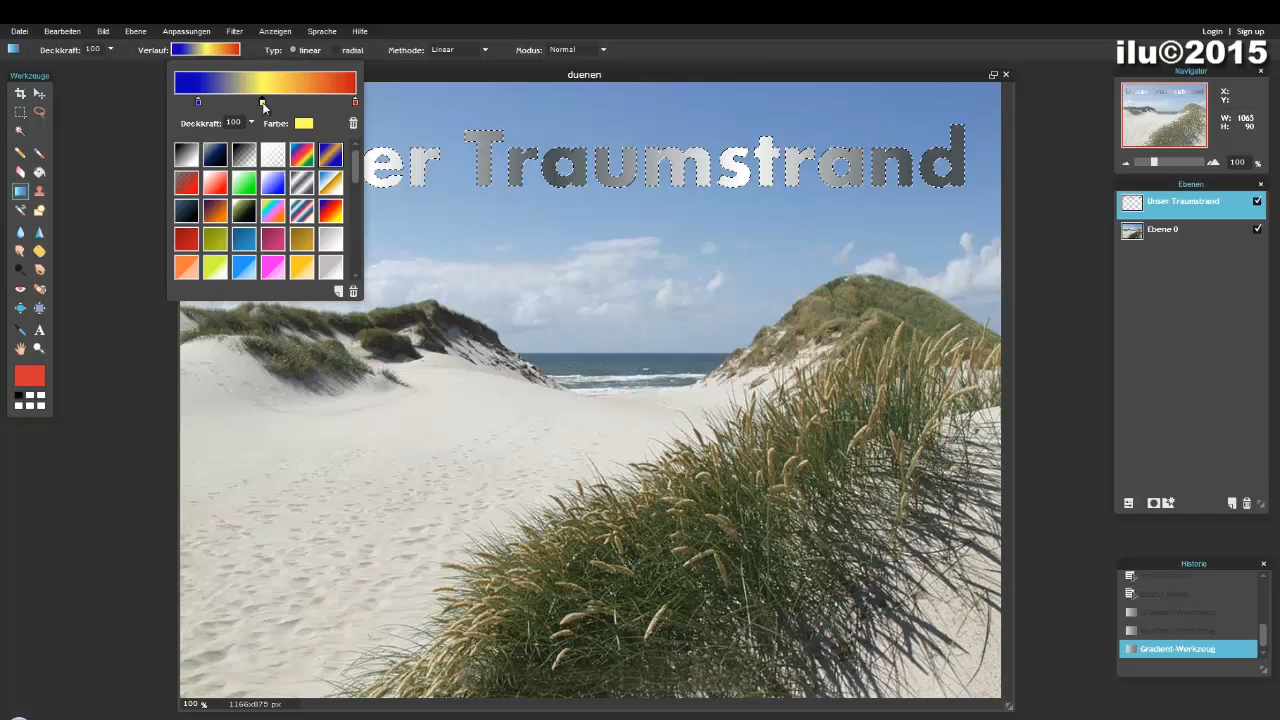 Datei Bearbeiten Bild Ebene Anpassungen Filter Anzeigen Sprache Hilfe Login | Sign up
Deckkraft: 100 Verlauf: Typ: linear radial Methode: Linear Modus: Normal
ilu©2015
Werkzeuge
duenen
Navigator
X:
Y:
W: 1065
H: 90
100 %
Deckkraft: 100 Farbe:
er Traumstrand
Ebenen
Unser Traumstrand
Ebene 0
Historie
Gradient-Werkzeug
100 % 1166x875 px